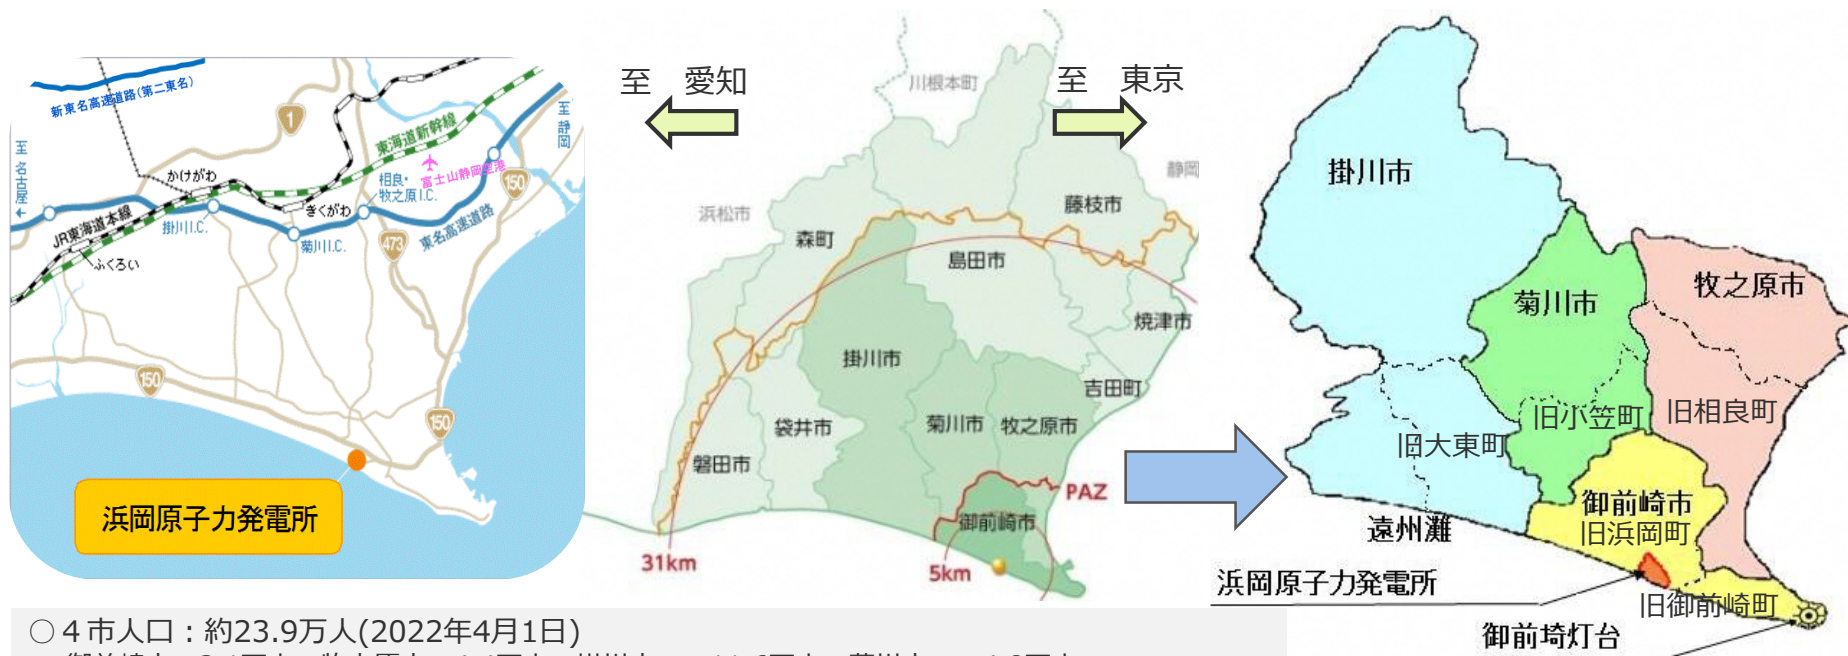 新東名高速道路(第二東名)
1
東海道新幹線
至 静岡
至 名古屋
かけがわ
相良・
牧之原I.C.
富士山静岡空港
150
きくがわ
JR東海道本線
掛川I.C.
菊川I.C.
473
東名高速道路
ふくろい
150
150
浜岡原子力発電所
至 愛知
至 東京
川根本町
静岡
浜松市
藤枝市
森町
島田市
焼津市
掛川市
吉田町
袋井市
菊川市
牧之原市
磐田市
PAZ
御前崎市
31km
5km
掛川市
牧之原市
菊川市
旧小笠町
旧相良町
旧大東町
御前崎市
旧浜岡町
遠州灘
浜岡原子力発電所
旧御前崎町
御前埼灯台
○４市人口：約23.9万人(2022年4月1日)